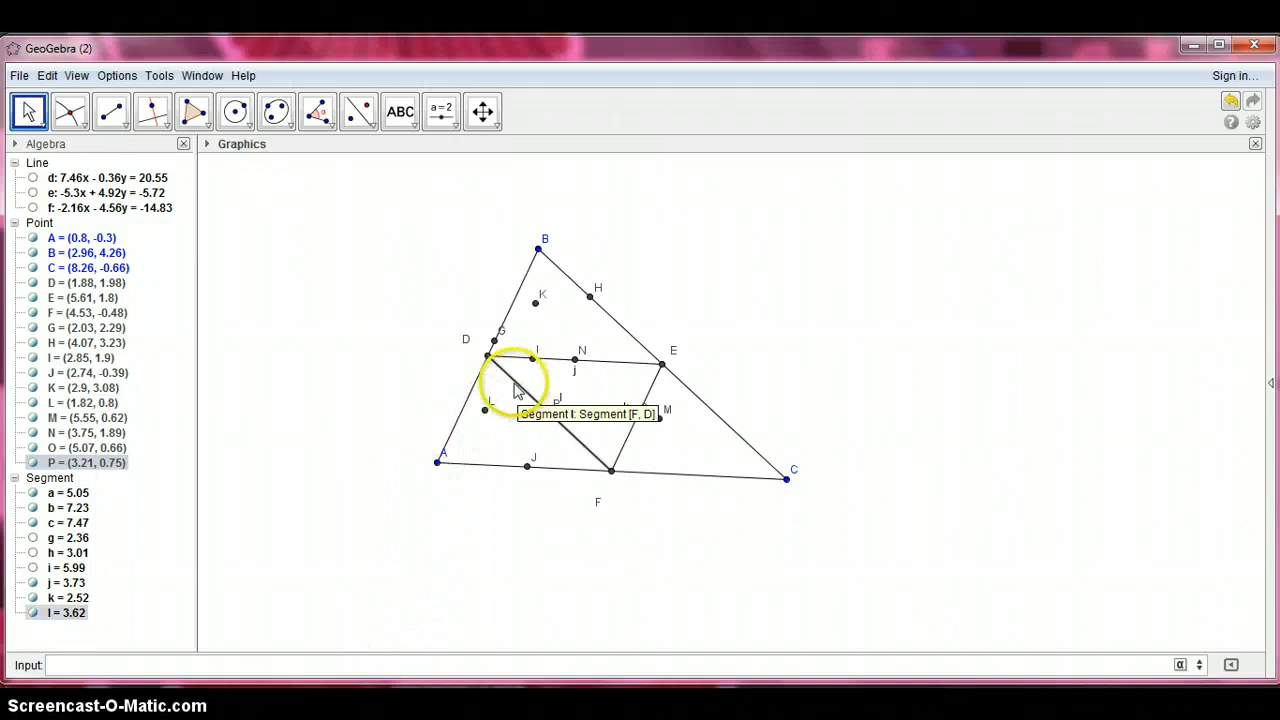 GeoGebra (2)
File Edit View Options Tools Window Help
Sign in...
ABC
a=2
Algebra
Graphics
Line
d: 7.46x - 0.36y = 20.55
e: -5.3x + 4.92y = -5.72
f: -2.16x - 4.56y = -14.83
Point
A = (0.8, -0.3)
B = (2.96, 4.26)
C = (8.26, -0.66)
D = (1.88, 1.98)
E = (5.61, 1.8)
F = (4.53, -0.48)
G = (2.03, 2.29)
H = (4.07, 3.23)
I = (2.85, 1.9)
J = (2.74, -0.39)
K = (2.9, 3.08)
L = (1.82, 0.8)
M = (5.55, 0.62)
N = (3.75, 1.89)
O = (5.07, 0.66)
P = (3.21, 0.75)
Segment
a = 5.05
b = 7.23
c = 7.47
g = 2.36
h = 3.01
i = 5.99
j = 3.73
k = 2.52
l = 3.62
B
H
K
G
D
I
N
E
j
L
l
Segment l: Segment [F, D]
M
A
J
C
F
Input:
α
Screencast-O-Matic.com